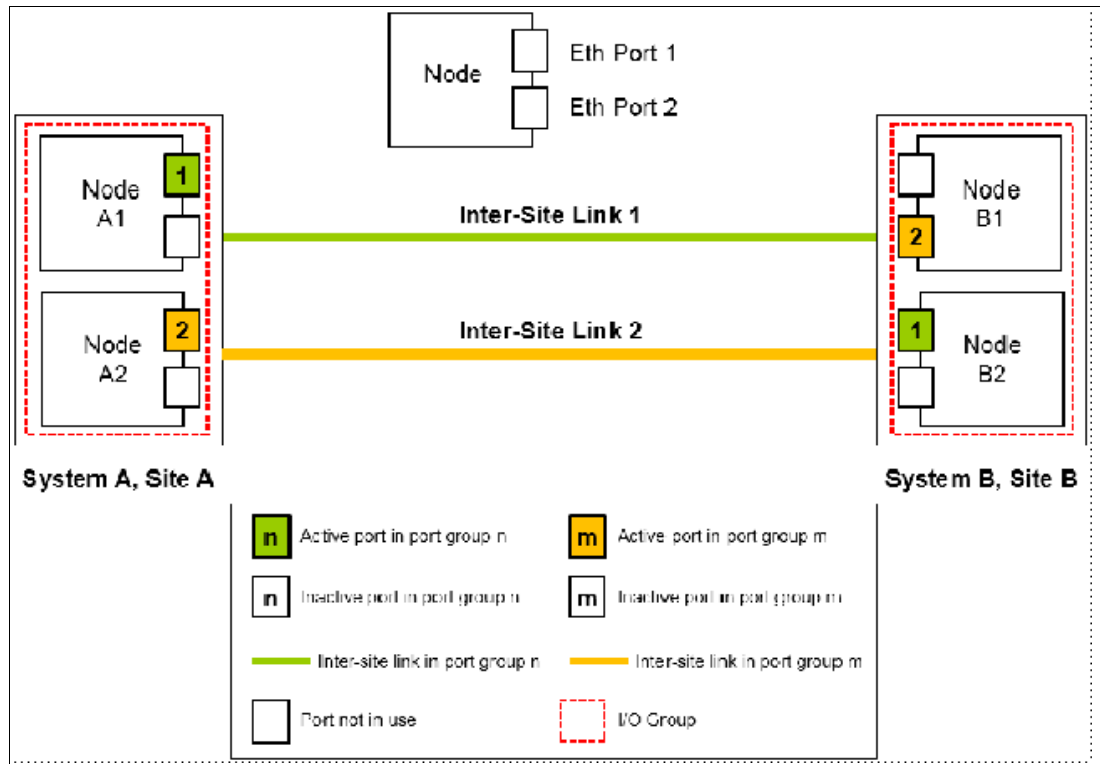 Node
Eth Port 1
Eth Port 2
Node
A1
1
Node
A2
2
Inter-Site Link 1
Inter-Site Link 2
2
Node
B1
1
Node
B2
System A, Site A
System B, Site B
n
Active port in port group n
m
Active port in port group m
n
Inactive port in port group n
m
Inactive port in port group m
Inter-site link in port group n
Inter-site link in port group m
Port not in use
I/O Group